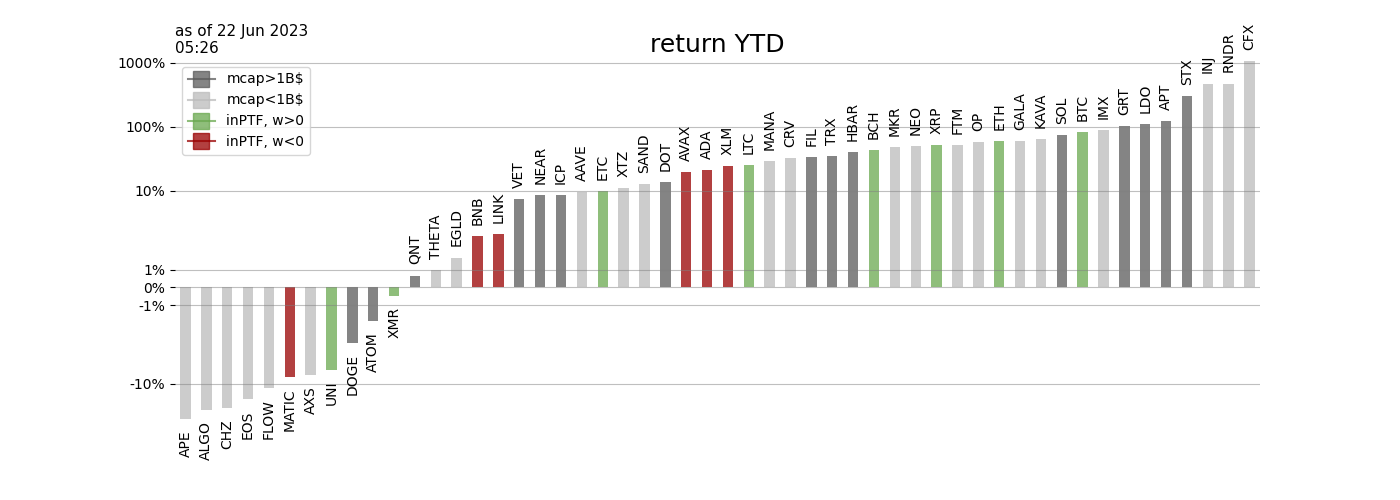 as of 22 Jun 2023
05:26
return YTD
1000%
100%
10%
1%
0%
-1%
-10%
mcap>1B$
mcap<1B$
inPTF, w>0
inPTF, w<0
APE
ALGO
CHZ
EOS
FLOW
MATIC
AXS
UNI
DOGE
ATOM
XMR
QNT
THETA
EGLD
BNB
LINK
VET
NEAR
ICP
AAVE
ETC
XTZ
SAND
DOT
AVAX
ADA
XLM
LTC
MANA
CRV
FIL
TRX
HBAR
BCH
MKR
NEO
XRP
FTM
OP
ETH
GALA
KAVA
SOL
BTC
IMX
GRT
LDO
APT
STX
INJ
RNDR
CFX